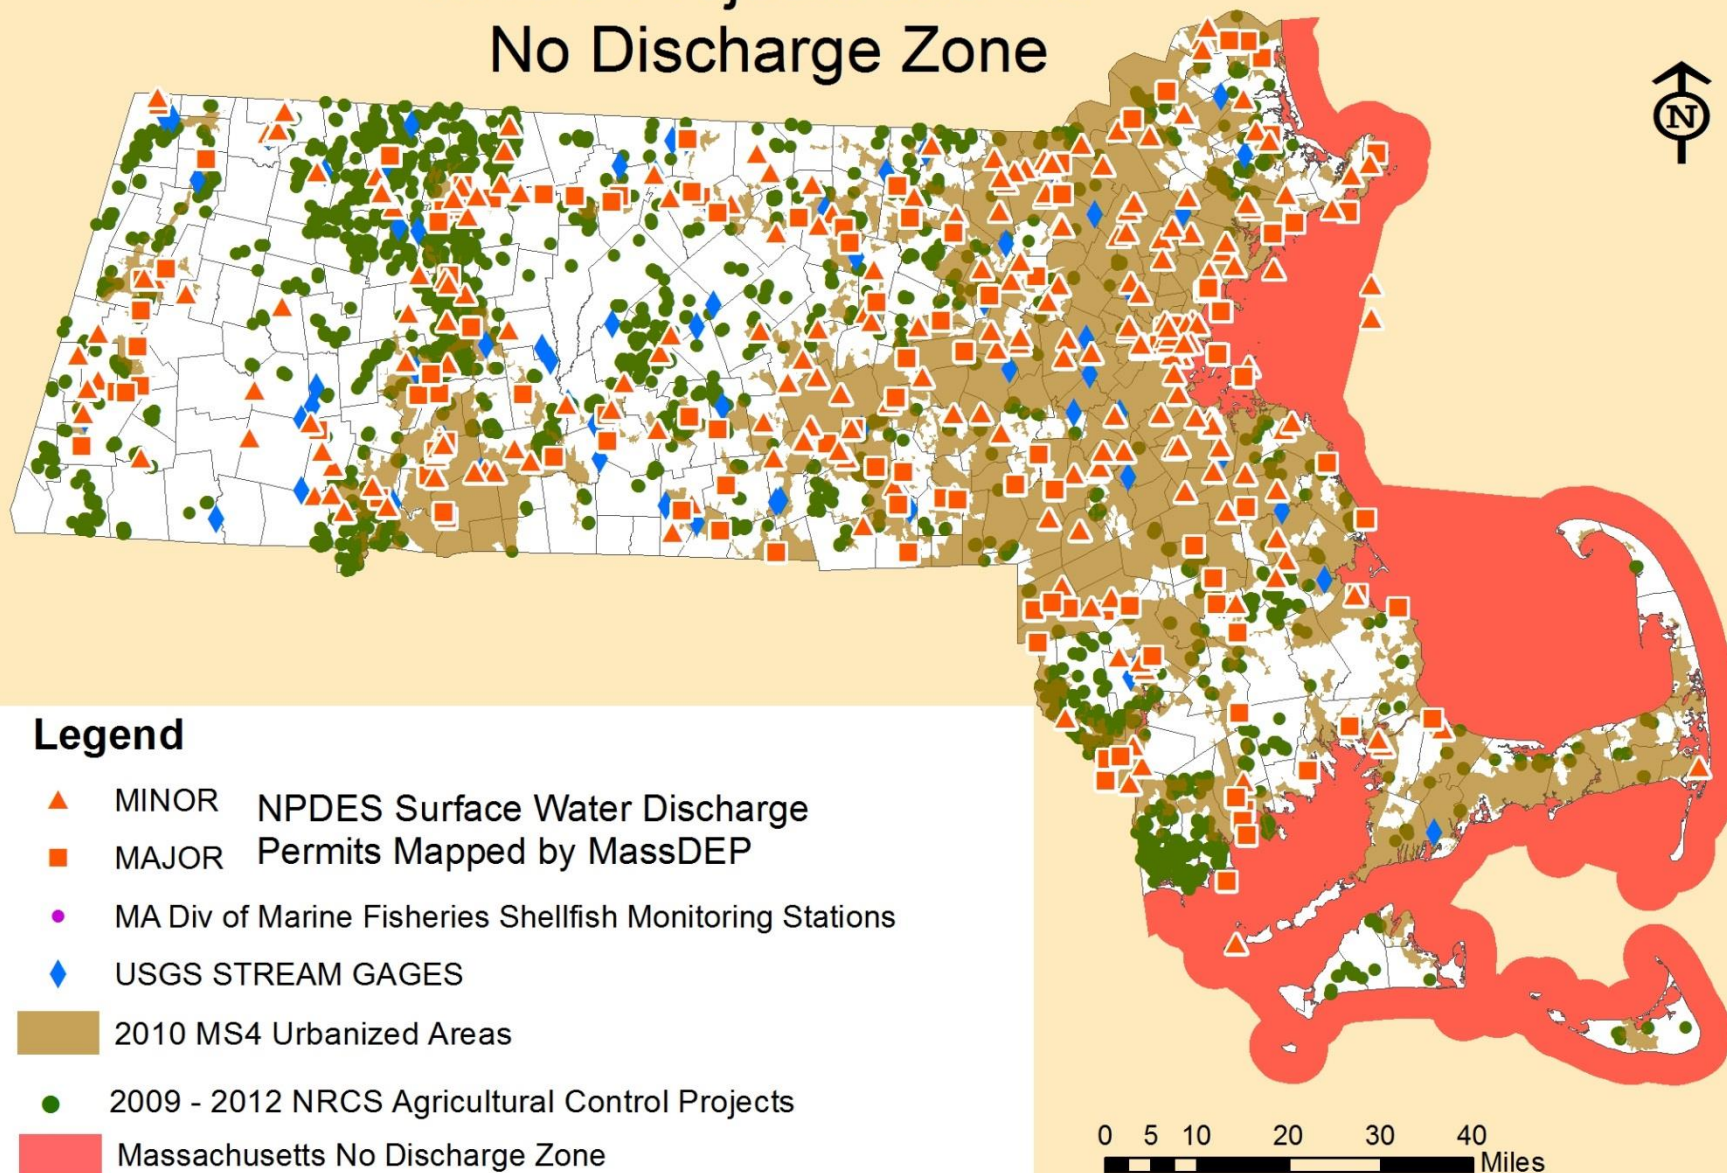 No Discharge Zone
N
Legend
MINOR
MAJOR
NPDES Surface Water Discharge
Permits Mapped by MassDEP
MA Div of Marine Fisheries Shellfish Monitoring Stations
USGS STREAM GAGES
2010 MS4 Urbanized Areas
2009 - 2012 NRCS Agricultural Control Projects
Massachusetts No Discharge Zone
0 5 10 20 30 40
Miles